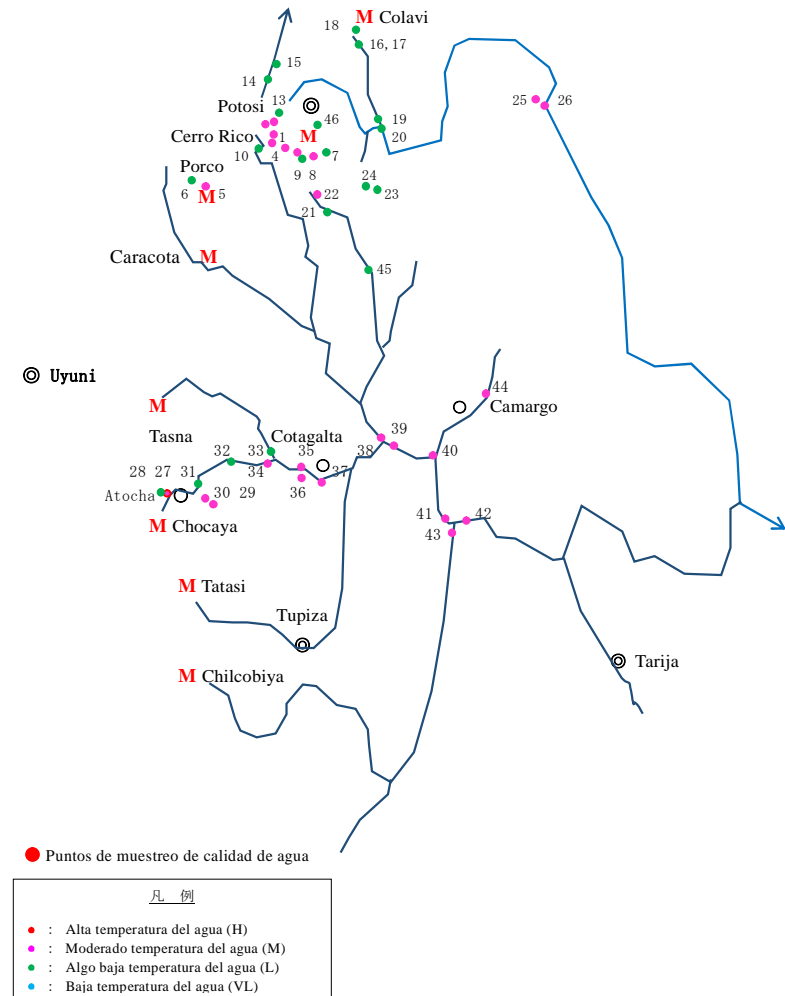 18
M Colavi
16, 17
15
14
13
Potosi
46
25
26
19
Cerro Rico
1
M
20
10
4
7
9 8
Porco
24
6
5
22
23
M
21
Caracota
M
45
Uyuni
44
M
Camargo
39
Tasna
Cotagalta
38
40
32
33
35
28
27
31
34
37
30
29
36
Atocha
M Chocaya
41
42
43
M Tatasi
Tupiza
Tarija
M Chilcobiya
Puntos de muestreo de calidad de agua
凡 例
: Alta temperatura del agua (H)
: Moderado temperatura del agua (M)
: Algo baja temperatura del agua (L)
: Baja temperatura del agua (VL)